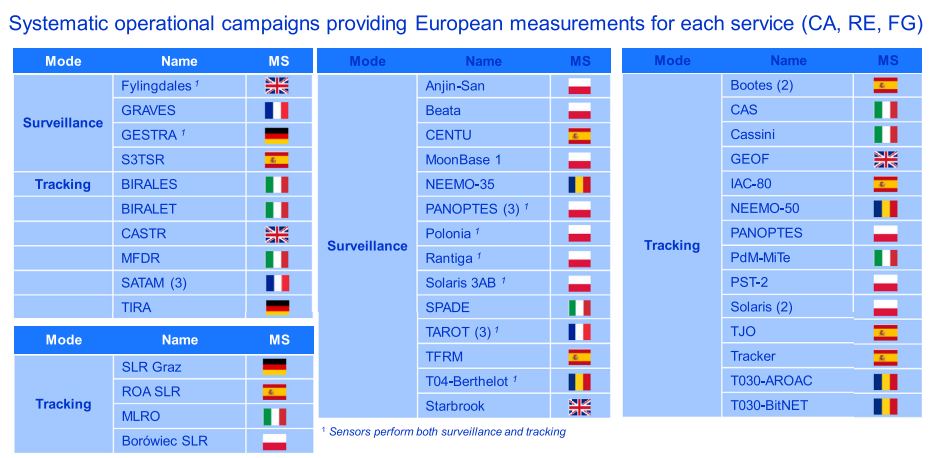 Systematic operational campaigns providing European measurements for each service (CA, RE, FG)
Mode Name MS
Surveillance
Fylingdales ¹
GRAVES
GESTRA ¹
S3TSR
Tracking
BIRALES
BIRALET
CASTR
MFDR
SATAM (3)
TIRA
Mode Name MS
Tracking
SLR Graz
ROA SLR
MLRO
Borówiec SLR
Mode Name MS
Surveillance
Anjin-San
Beata
CENTU
MoonBase 1
NEEMO-35
PANOPTES (3) ¹
Polonia ¹
Rantiga ¹
Solaris 3AB ¹
SPADE
TAROT (3) ¹
TFRM
T04-Berthelot ¹
Starbrook
¹ Sensors perform both surveillance and tracking
Mode Name MS
Tracking
Bootes (2)
CAS
Cassini
GEOF
IAC-80
NEEMO-50
PANOPTES
PdM-MiTe
PST-2
Solaris (2)
TJO
Tracker
T030-AROAC
T030-BitNET